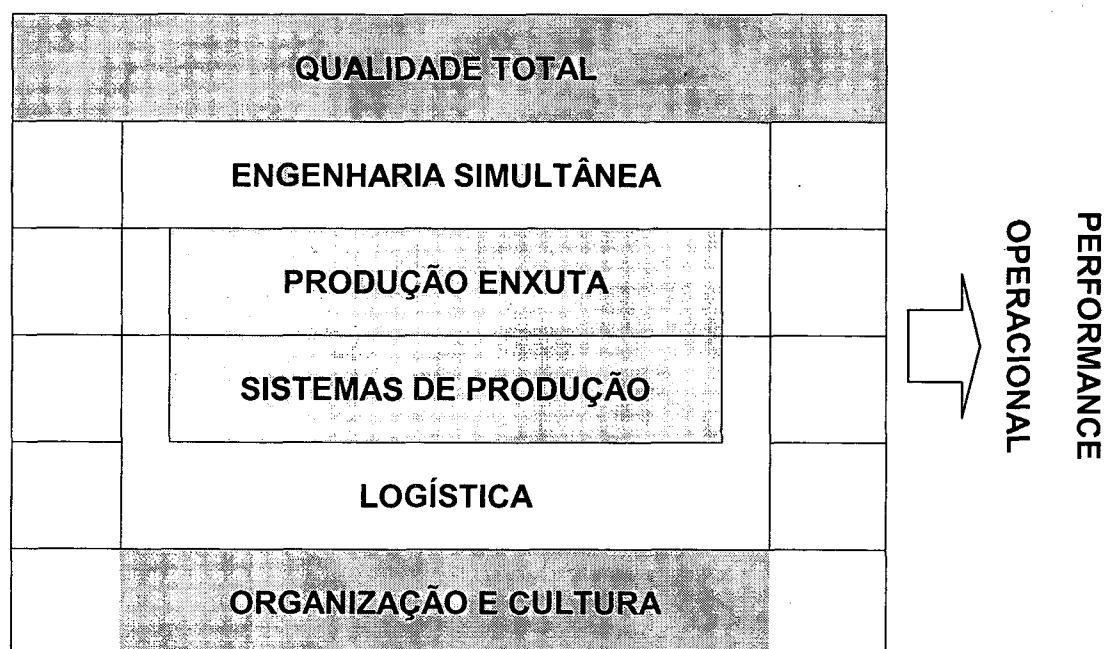 QUALIDADE TOTAL
ENGENHARIA SIMULTÂNEA
PRODUÇÃO ENXUTA
SISTEMAS DE PRODUÇÃO
LOGÍSTICA
ORGANIZAÇÃO E CULTURA
PERFORMANCE
OPERACIONAL